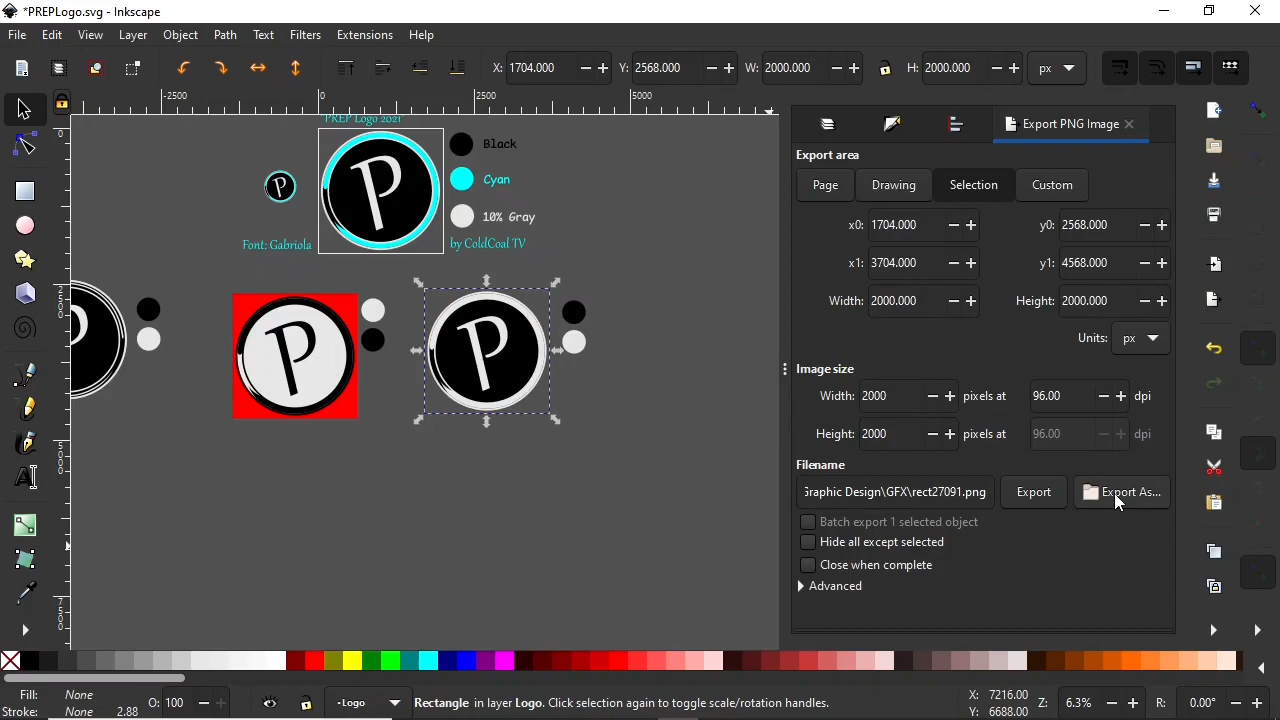 *PREPLogo.svg - Inkscape
File Edit View Layer Object Path Text Filters Extensions Help
X: 1704.000 Y: 2568.000 W: 2000.000 H: 2000.000 px
-2500 0 2500 5000
Export PNG Image
Export area
Page Drawing Selection Custom
x0: 1704.000 y0: 2568.000
x1: 3704.000 y1: 4568.000
Width: 2000.000 Height: 2000.000
Units: px
Image size
Width: 2000 pixels at 96.00 dpi
Height: 2000 pixels at 96.00 dpi
Filename
Graphic Design\GFX\rect27091.png Export Export As...
Batch export 1 selected object
Hide all except selected
Close when complete
Advanced
PREP Logo 2021
P
P
Black
Cyan
10% Gray
Font: Gabriola
by ColdCoal TV
P
P
P
0
2500
5000
7500
Fill: None
Stroke: None 2.88
O: 100
Logo
Rectangle in layer Logo. Click selection again to toggle scale/rotation handles.
X: 7216.00
Y: 6688.00
Z: 6.3%
R: 0.00°